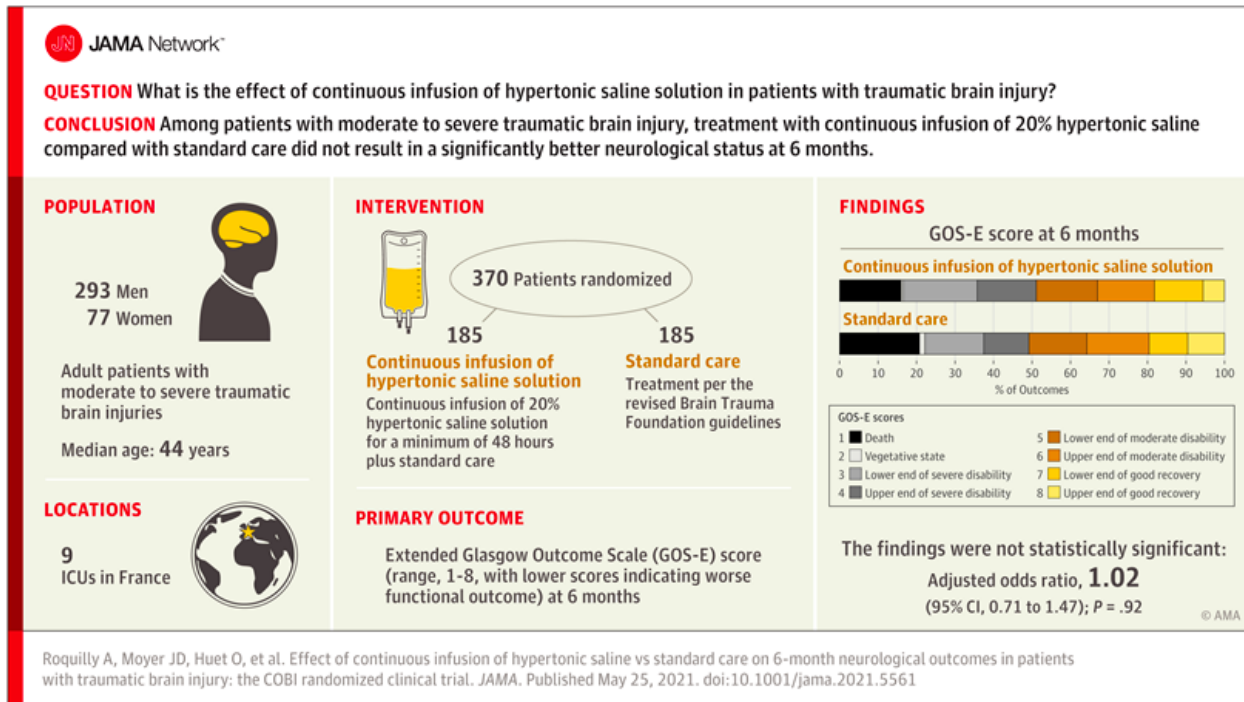 JN JAMA Network™
QUESTION What is the effect of continuous infusion of hypertonic saline solution in patients with traumatic brain injury?
CONCLUSION Among patients with moderate to severe traumatic brain injury, treatment with continuous infusion of 20% hypertonic saline
compared with standard care did not result in a significantly better neurological status at 6 months.
POPULATION
293 Men
77 Women
Adult patients with
moderate to severe traumatic
brain injuries
Median age: 44 years
LOCATIONS
9
ICUs in France
INTERVENTION
370 Patients randomized
185
Continuous infusion of
hypertonic saline solution
Continuous infusion of 20%
hypertonic saline solution
for a minimum of 48 hours
plus standard care
185
Standard care
Treatment per the
revised Brain Trauma
Foundation guidelines
PRIMARY OUTCOME
Extended Glasgow Outcome Scale (GOS-E) score
(range, 1-8, with lower scores indicating worse
functional outcome) at 6 months
FINDINGS
GOS-E score at 6 months
Continuous infusion of hypertonic saline solution
Standard care
0 10 20 30 40 50 60 70 80 90 100
% of Outcomes
GOS-E scores
1 Death
2 Vegetative state
3 Lower end of severe disability
4 Upper end of severe disability
5 Lower end of moderate disability
6 Upper end of moderate disability
7 Lower end of good recovery
8 Upper end of good recovery
The findings were not statistically significant:
Adjusted odds ratio, 1.02
(95% CI, 0.71 to 1.47); P = .92
© AMA
Roquilly A, Moyer JD, Huet O, et al. Effect of continuous infusion of hypertonic saline vs standard care on 6-month neurological outcomes in patients
with traumatic brain injury: the COBI randomized clinical trial. JAMA. Published May 25, 2021. doi:10.1001/jama.2021.5561